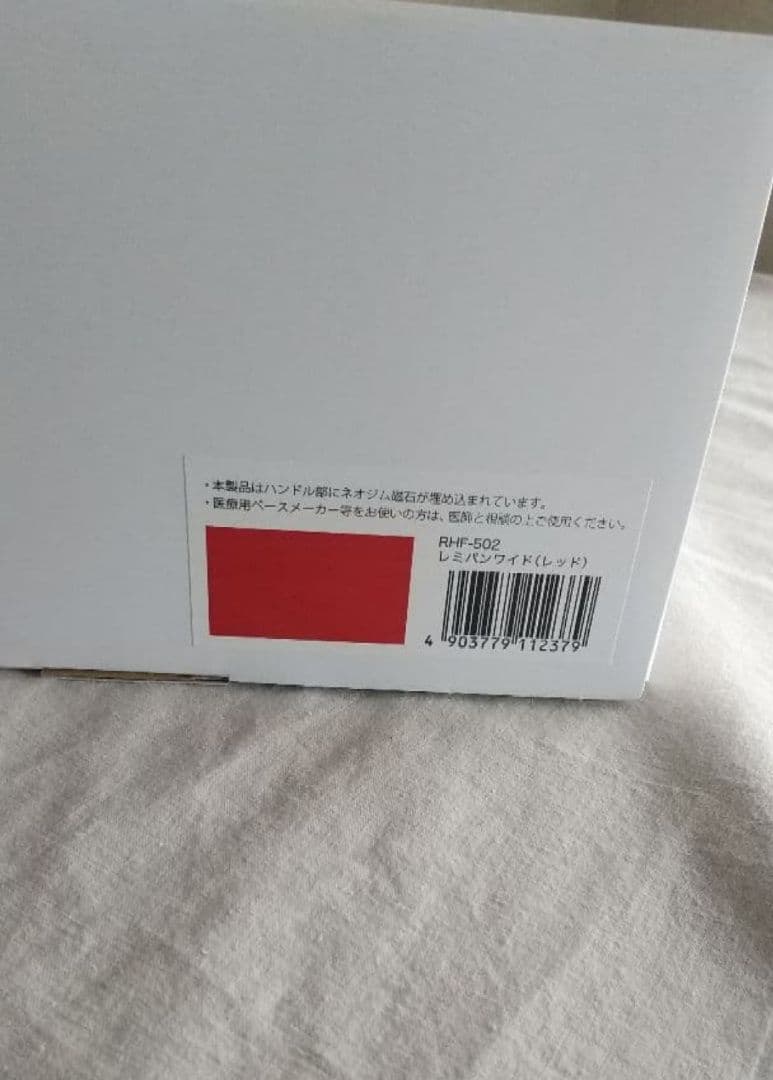 ・本製品はハンドル部にネオジム磁石が埋め込まれています。
・医療用ペースメーカー等をお使いの方は、医師と相談の上ご使用ください。
RHF-502
レミパンワイド(レッド)
4 903779 112379